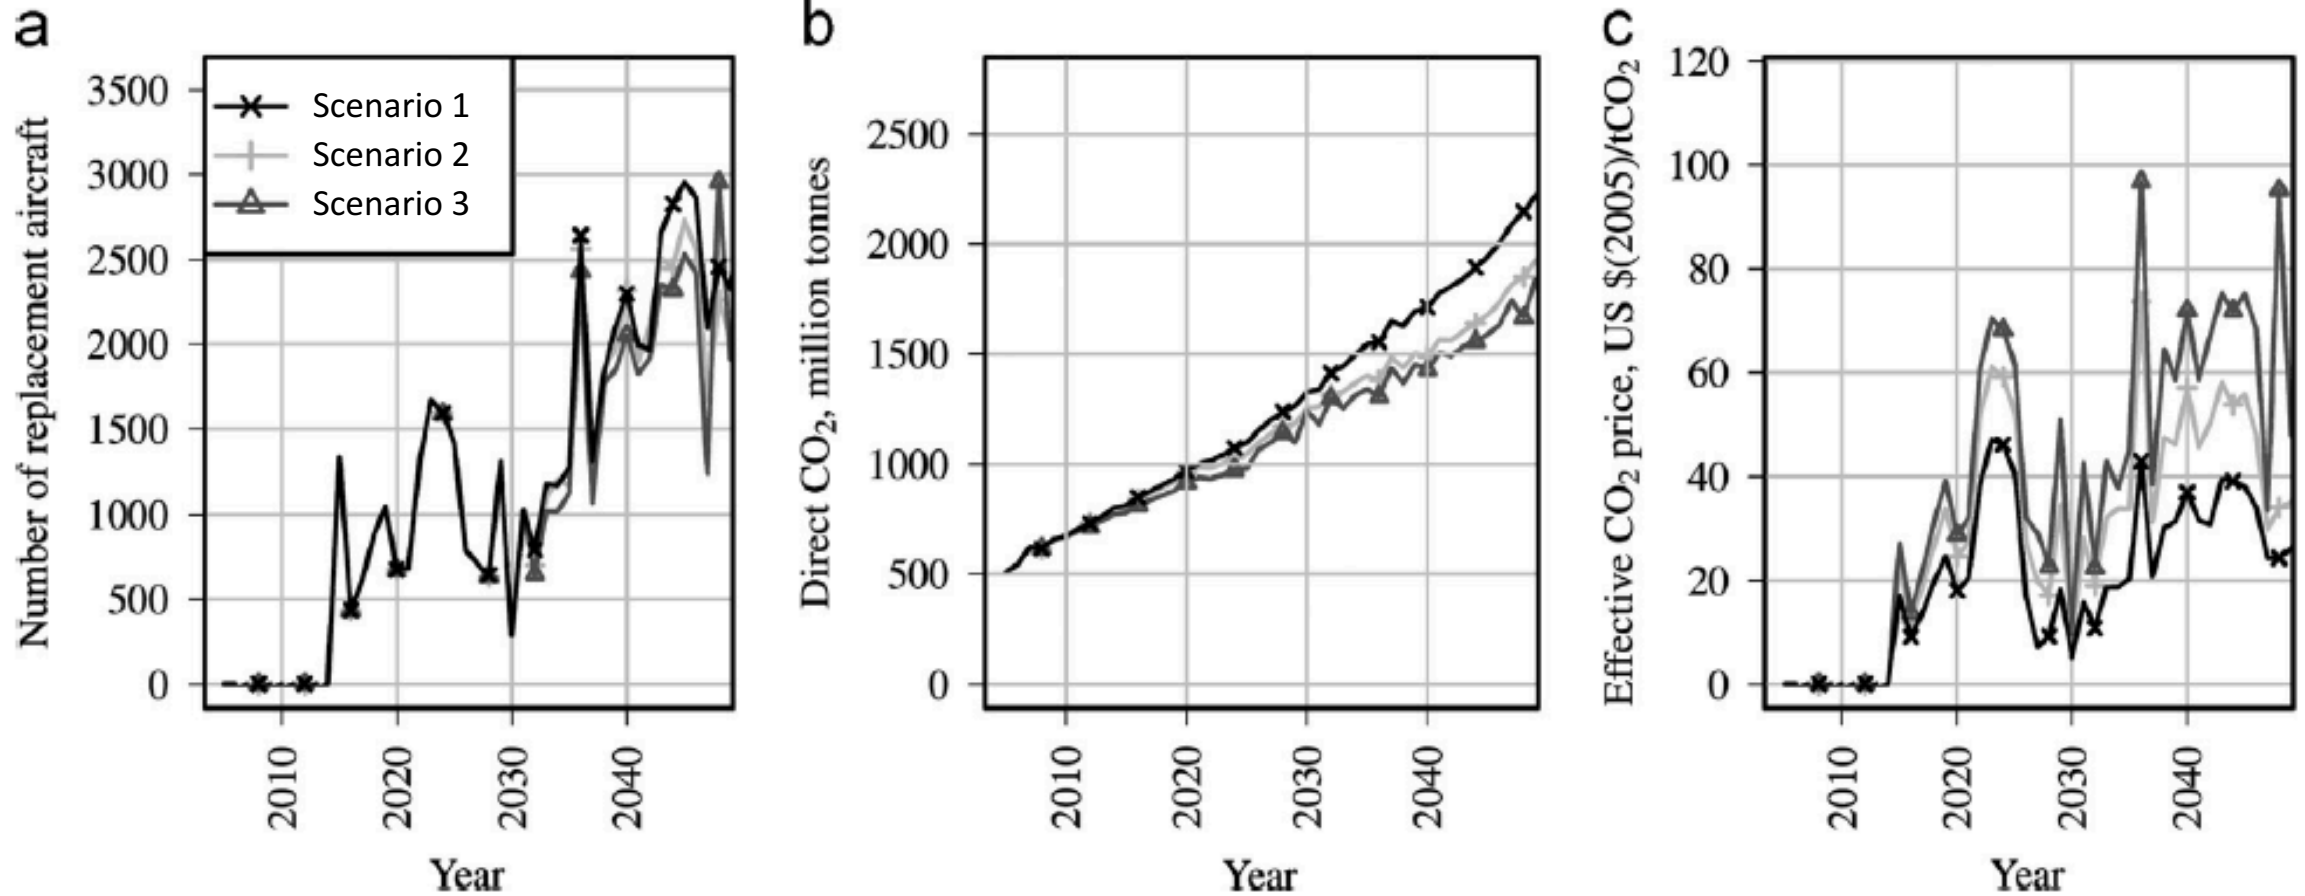 a
Number of replacement aircraft
3500
3000
2500
2000
1500
1000
500
0
Scenario 1
Scenario 2
Scenario 3
2010
2020
2030
2040
Year
b
Direct CO₂, million tonnes
2500
2000
1500
1000
500
0
2010
2020
2030
2040
Year
c
Effective CO₂ price, US $(2005)/tCO₂
120
100
80
60
40
20
0
2010
2020
2030
2040
Year